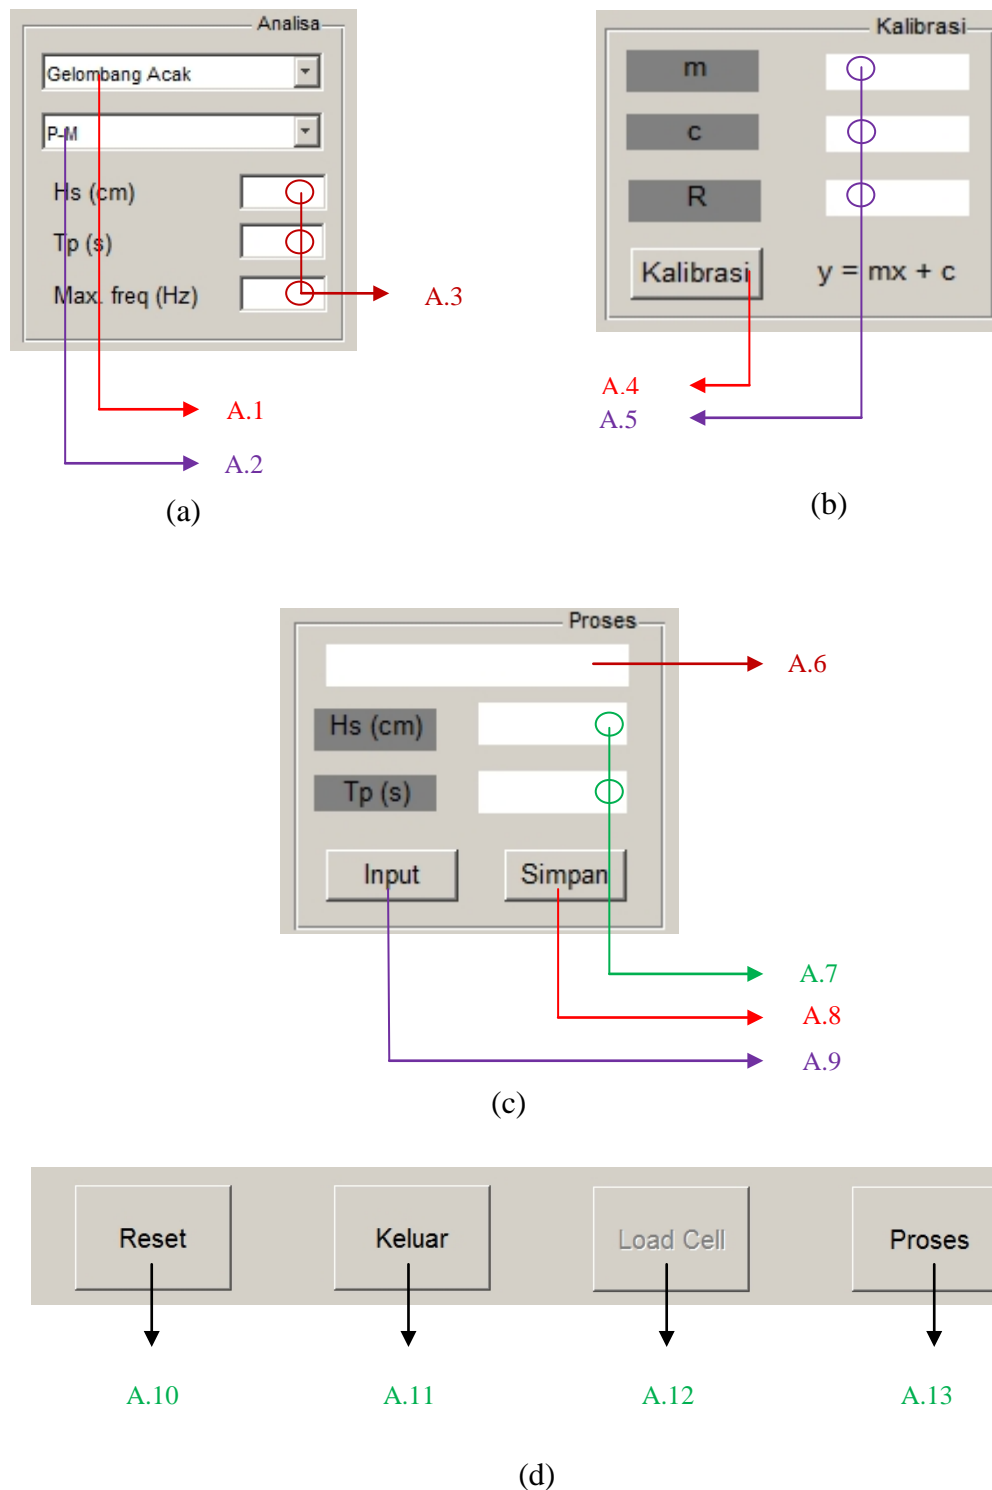 Analisa
Gelombang Acak
P-M
Hs (cm)
Tp (s)
Max. freq (Hz)
A.3
A.1
A.2
(a)
Kalibrasi
m
c
R
Kalibrasi
y = mx + c
A.4
A.5
(b)
Proses
A.6
Hs (cm)
Tp (s)
Input
Simpan
A.7
A.8
A.9
(c)
Reset
Keluar
Load Cell
Proses
A.10
A.11
A.12
A.13
(d)